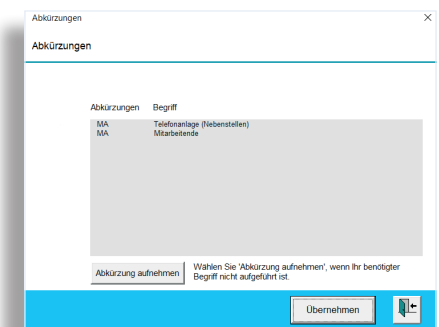 Abkürzungen
Abkürzungen
Abkürzungen Begriff
MA Telefonanlage (Nebenstellen)
MA Mitarbeitende
Abkürzung aufnehmen
Wählen Sie 'Abkürzung aufnehmen', wenn Ihr benötigter
Begriff nicht aufgeführt ist.
Übernehmen